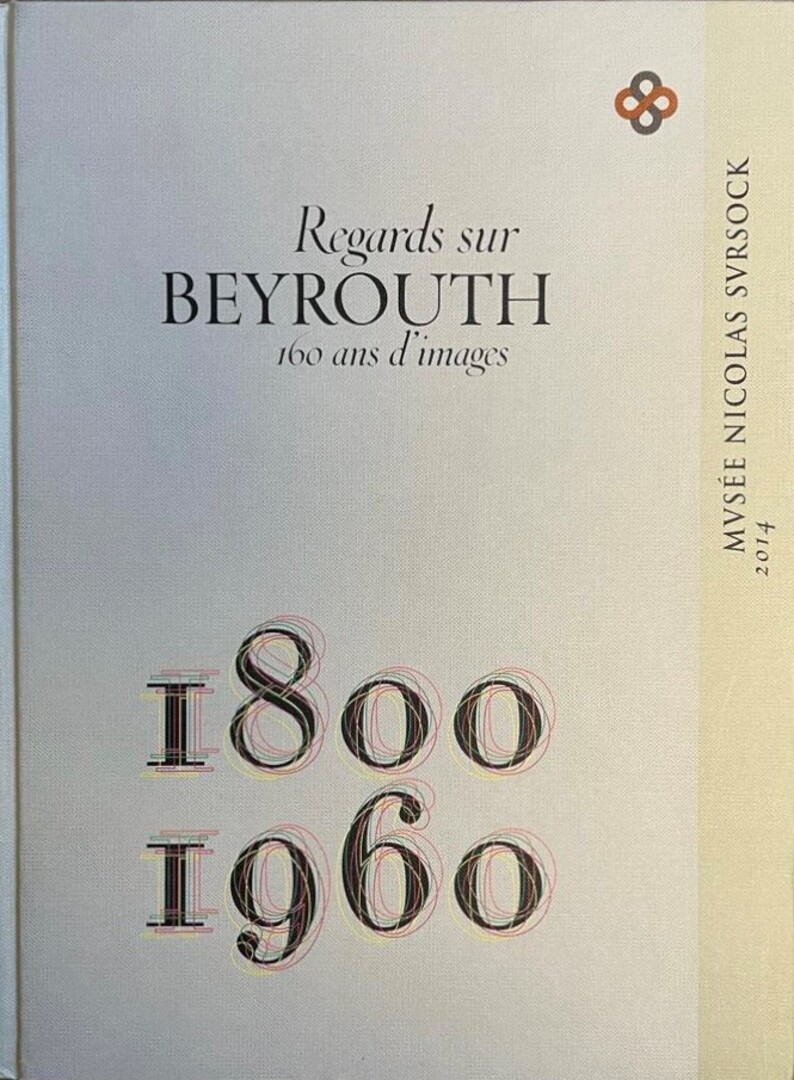 Regards sur
BEYROUTH
160 ans d'images
1800
1960
MVSÉE NICOLAS SVRSOCK
2014